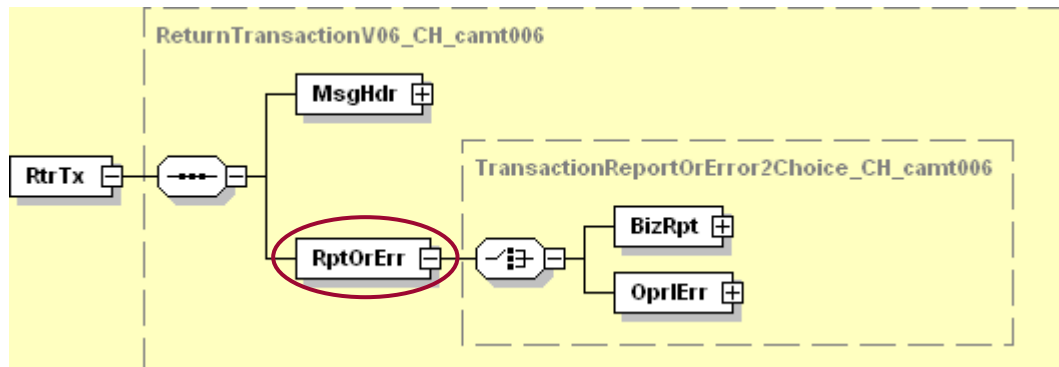 ReturnTransactionV06_CH_camt006
MsgHdr
RtrTx
TransactionReportOrError2Choice_CH_camt006
BizRpt
RptOrErr
OprlErr